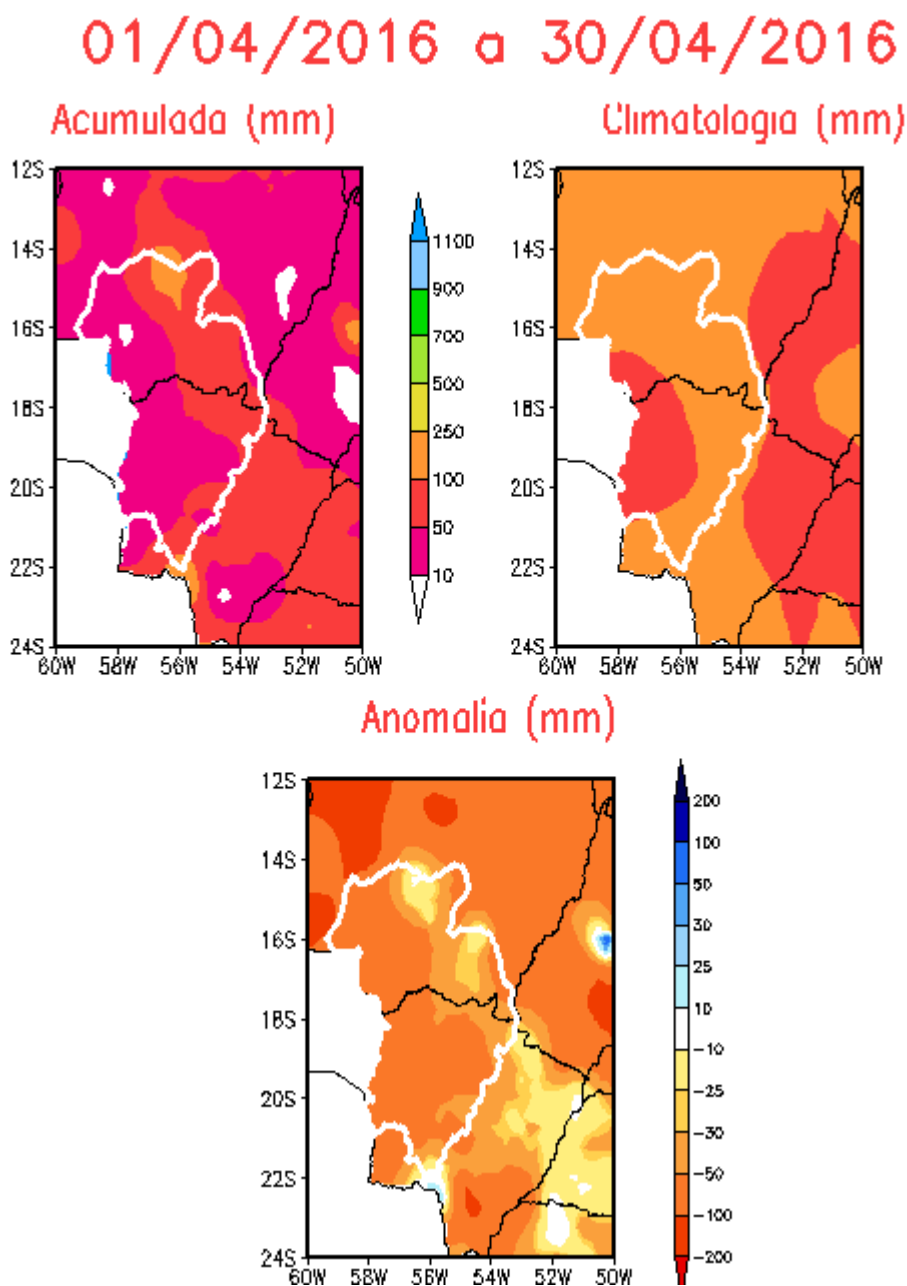 01/04/2016 a 30/04/2016
Acumulada (mm)
Climatologia (mm)
12S
14S
16S
18S
20S
22S
24S
60W 58W 56W 54W 52W 50W
1100
900
700
500
250
100
50
10
12S
14S
16S
18S
20S
22S
24S
60W 58W 56W 54W 52W 50W
Anomalia (mm)
12S
14S
16S
18S
20S
22S
24S
60W 58W 56W 54W 52W 50W
200
100
50
30
25
10
-10
-25
-30
-50
-100
-200